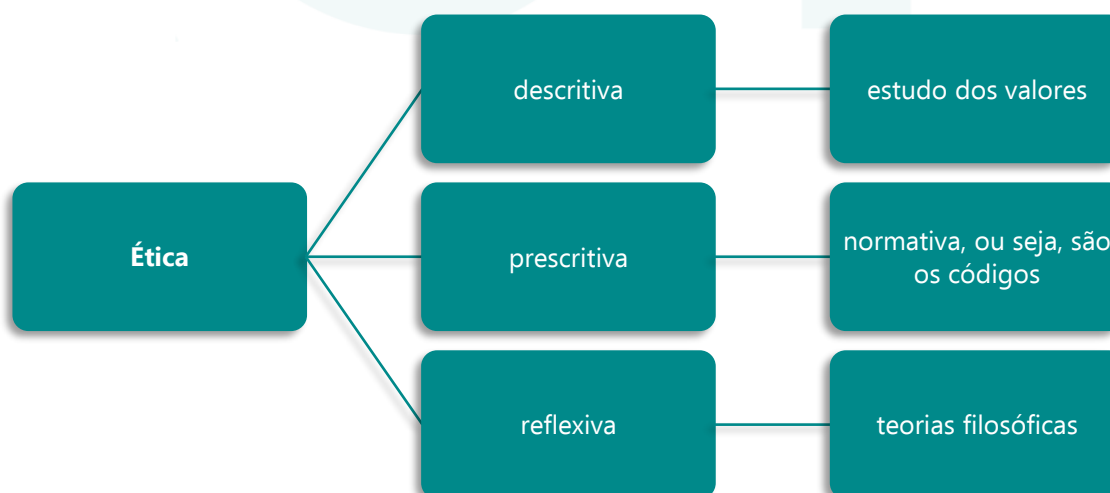 descritiva
estudo dos valores
Ética
prescritiva
normativa, ou seja, são
os códigos
reflexiva
teorias filosóficas